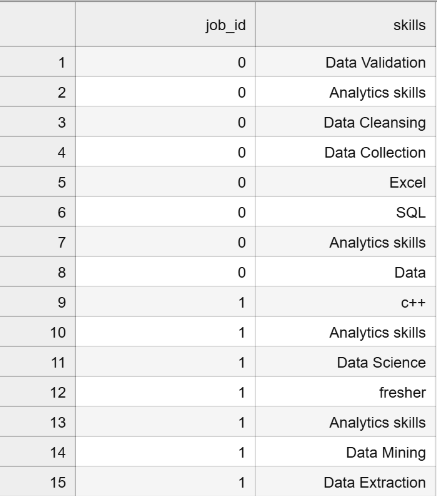 job_id skills
1 0 Data Validation
2 0 Analytics skills
3 0 Data Cleansing
4 0 Data Collection
5 0 Excel
6 0 SQL
7 0 Analytics skills
8 0 Data
9 1 c++
10 1 Analytics skills
11 1 Data Science
12 1 fresher
13 1 Analytics skills
14 1 Data Mining
15 1 Data Extraction